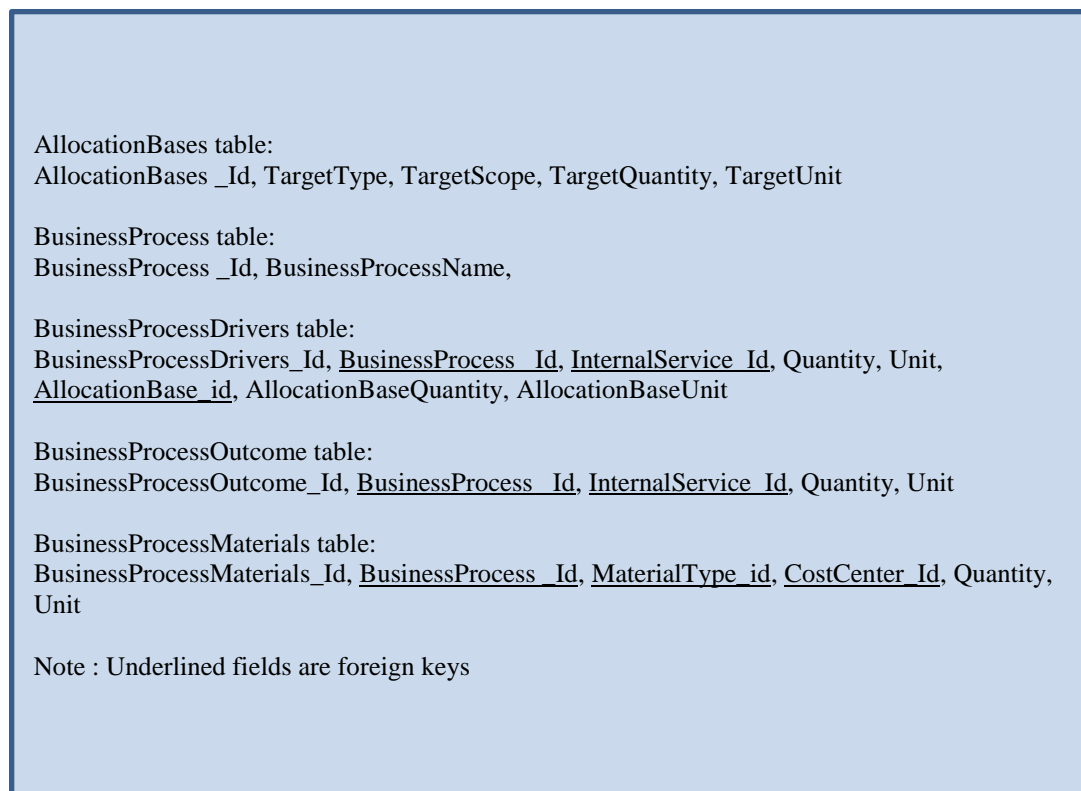 AllocationBases table:
AllocationBases _Id, TargetType, TargetScope, TargetQuantity, TargetUnit
BusinessProcess table:
BusinessProcess _Id, BusinessProcessName,
BusinessProcessDrivers table:
BusinessProcessDrivers_Id, BusinessProcess _Id, InternalService_Id, Quantity, Unit,
AllocationBase_id, AllocationBaseQuantity, AllocationBaseUnit
BusinessProcessOutcome table:
BusinessProcessOutcome_Id, BusinessProcess _Id, InternalService_Id, Quantity, Unit
BusinessProcessMaterials table:
BusinessProcessMaterials_Id, BusinessProcess _Id, MaterialType_id, CostCenter_Id, Quantity,
Unit
Note : Underlined fields are foreign keys